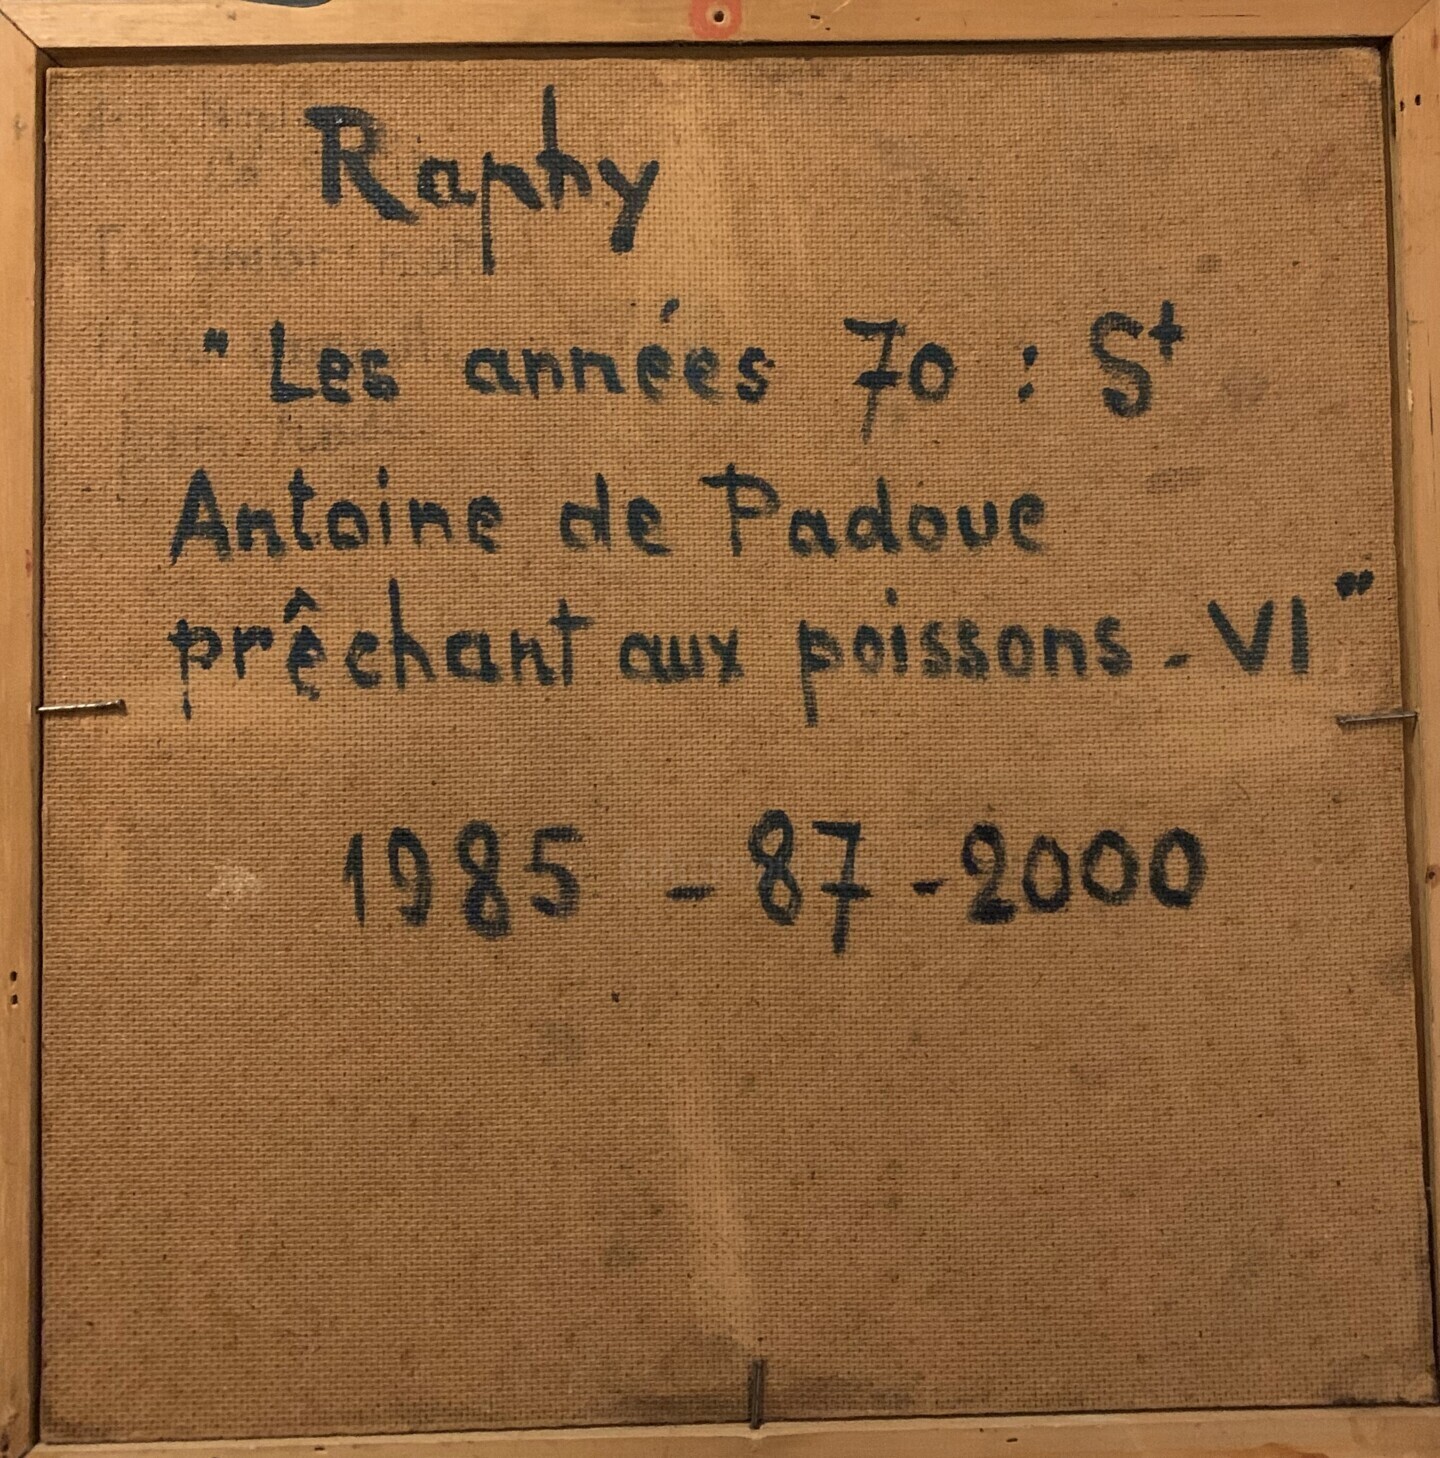 Raphy
"Les années 70 : St
Antoine de Padoue
prêchant aux poissons - VI"
1985 - 87 - 2000